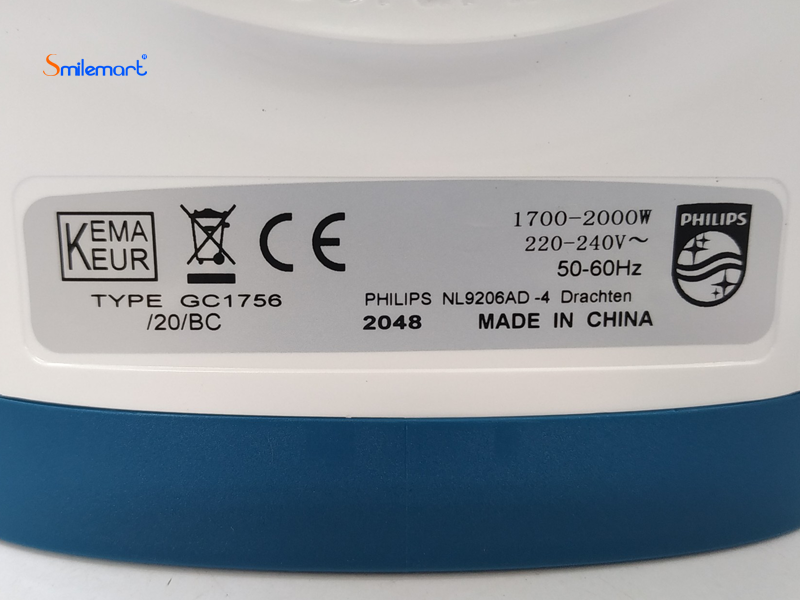 Smilemart®
KEMA
KEUR
CE
TYPE GC1756
/20/BC
1700-2000W
220-240V~
50-60Hz
PHILIPS NL9206AD -4 Drachten
2048 MADE IN CHINA
PHILIPS